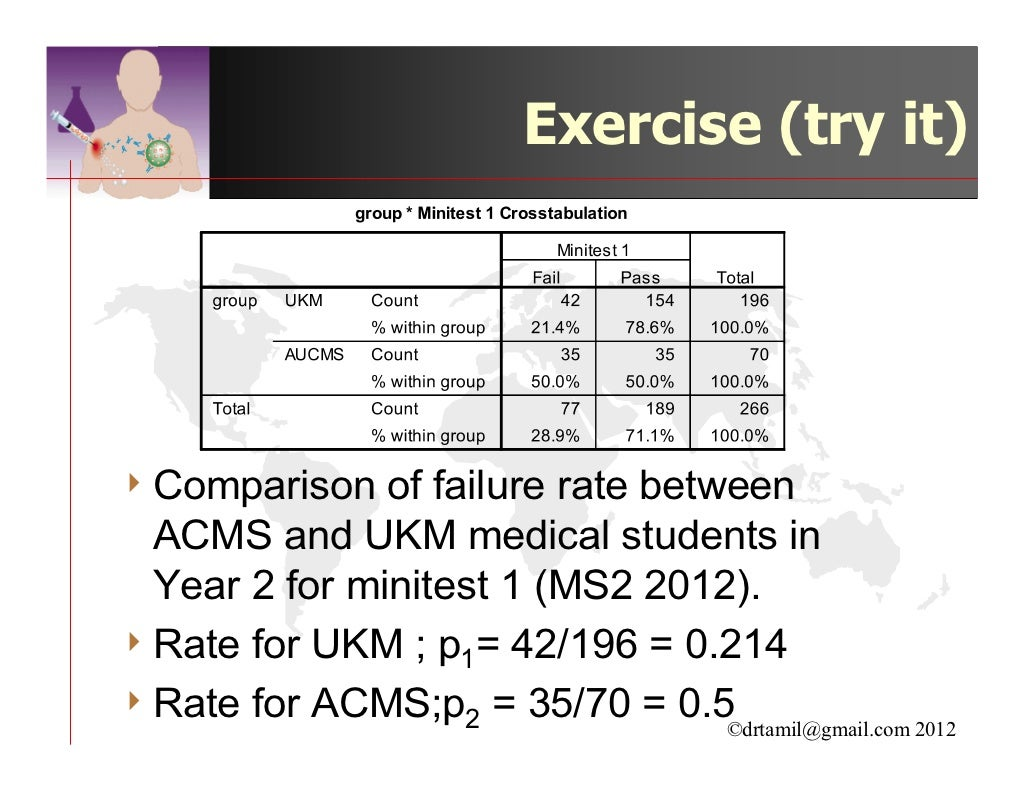 Exercise (try it)
group * Minitest 1 Crosstabulation
Minitest 1
Fail Pass Total
group UKM Count 42 154 196
% within group 21.4% 78.6% 100.0%
AUCMS Count 35 35 70
% within group 50.0% 50.0% 100.0%
Total Count 77 189 266
% within group 28.9% 71.1% 100.0%
Comparison of failure rate between
ACMS and UKM medical students in
Year 2 for minitest 1 (MS2 2012).
Rate for UKM ; p₁= 42/196 = 0.214
Rate for ACMS;p₂ = 35/70 = 0.5
©drtamil@gmail.com 2012